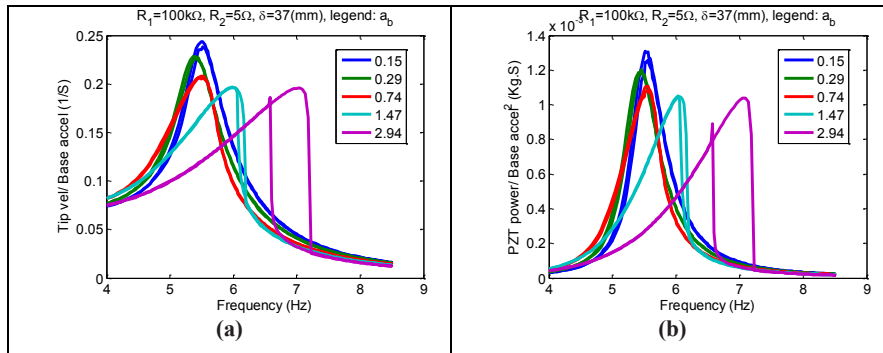 R₁=100kΩ, R₂=5Ω, δ=37(mm), legend: a_b
0.25
0.2
0.15
0.1
0.05
0
4 5 6 7 8 9
Tip vel/ Base accel (1/S)
Frequency (Hz)
0.15
0.29
0.74
1.47
2.94
(a)
x 10⁻³R₁=100kΩ, R₂=5Ω, δ=37(mm), legend: a_b
1.4
1.2
1
0.8
0.6
0.4
0.2
0
4 5 6 7 8 9
PZT power/ Base accel² (Kg.S)
Frequency (Hz)
0.15
0.29
0.74
1.47
2.94
(b)